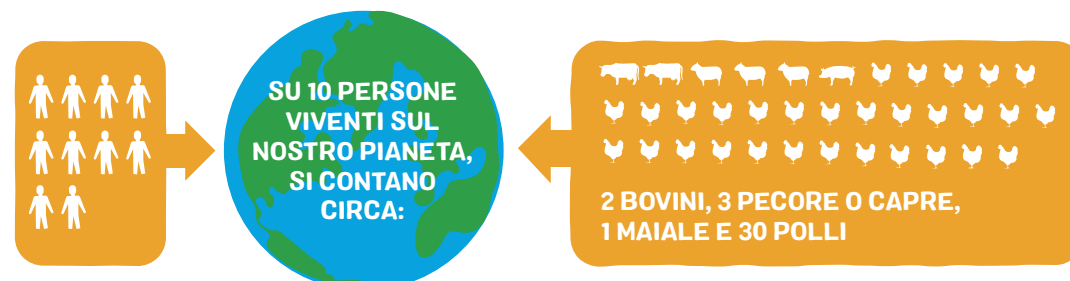 SU 10 PERSONE
VIVENTI SUL
NOSTRO PIANETA,
SI CONTANO
CIRCA:
2 BOVINI, 3 PECORE O CAPRE,
1 MAIALE E 30 POLLI